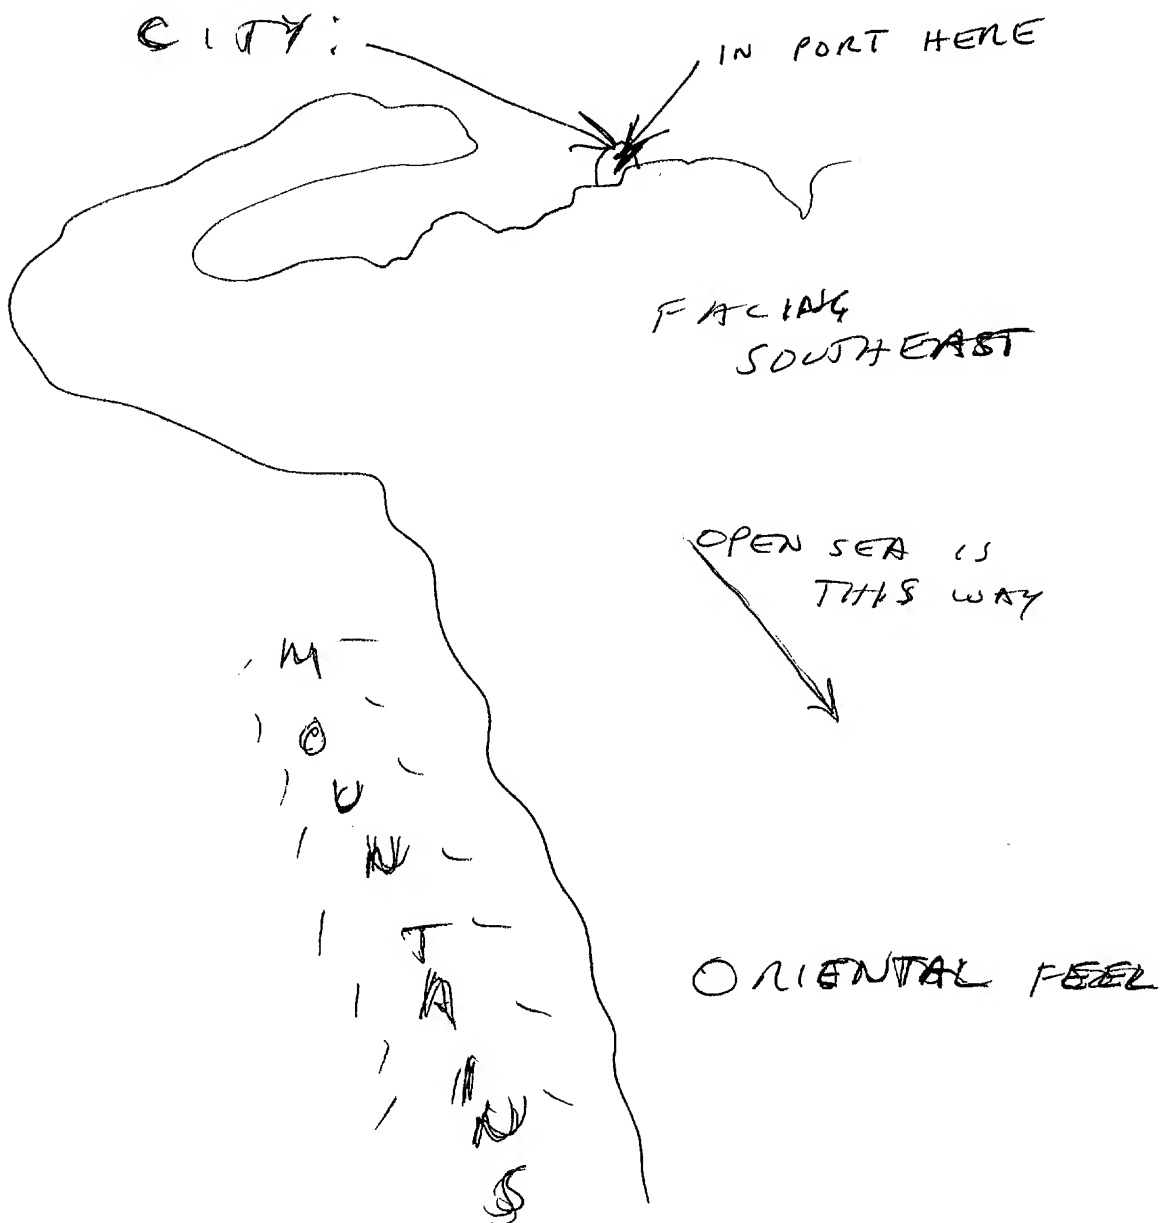 CITY:
IN PORT HERE
FACING
SOUTHEAST
OPEN SEA IS
THIS WAY
MOUNTAINS
ORIENTAL FEEL